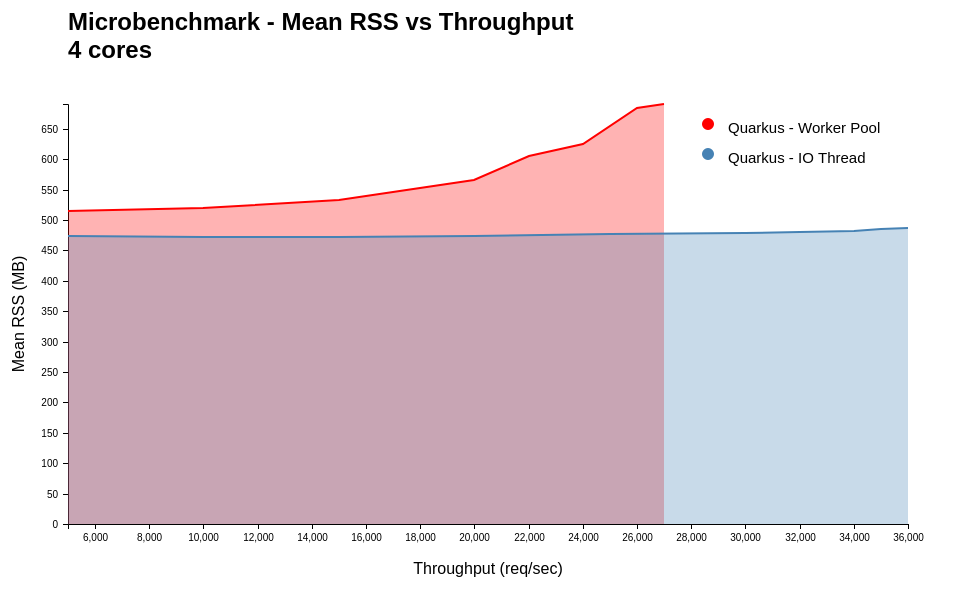 Microbenchmark - Mean RSS vs Throughput
4 cores
Quarkus - Worker Pool
Quarkus - IO Thread
Mean RSS (MB)
650
600
550
500
450
400
350
300
250
200
150
100
50
0
6,000 8,000 10,000 12,000 14,000 16,000 18,000 20,000 22,000 24,000 26,000 28,000 30,000 32,000 34,000 36,000
Throughput (req/sec)